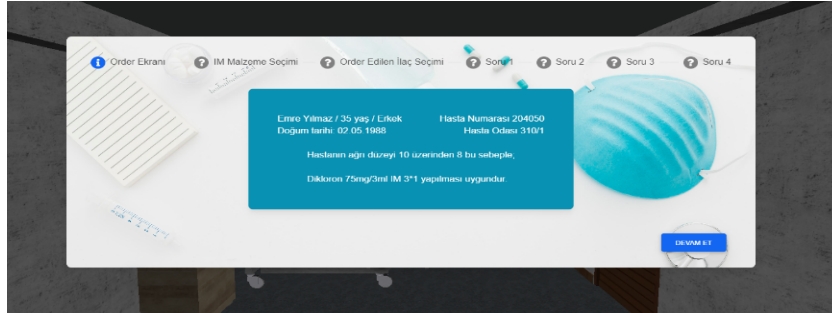 Order Ekranı
IM Malzeme Seçimi
Order Edilen İlaç Seçimi
Soru 1
Soru 2
Soru 3
Soru 4
Emre Yılmaz / 35 yaş / Erkek
Hasta Numarası 204050
Doğum tarihi: 02 05 1988
Hasta Odası 310/1
Hastanın ağrı düzeyi 10 üzerinden 8 bu sebeple,
Dikloron 75mg/3ml IM 3*1 yapılması uygundur.
DEVAM ET